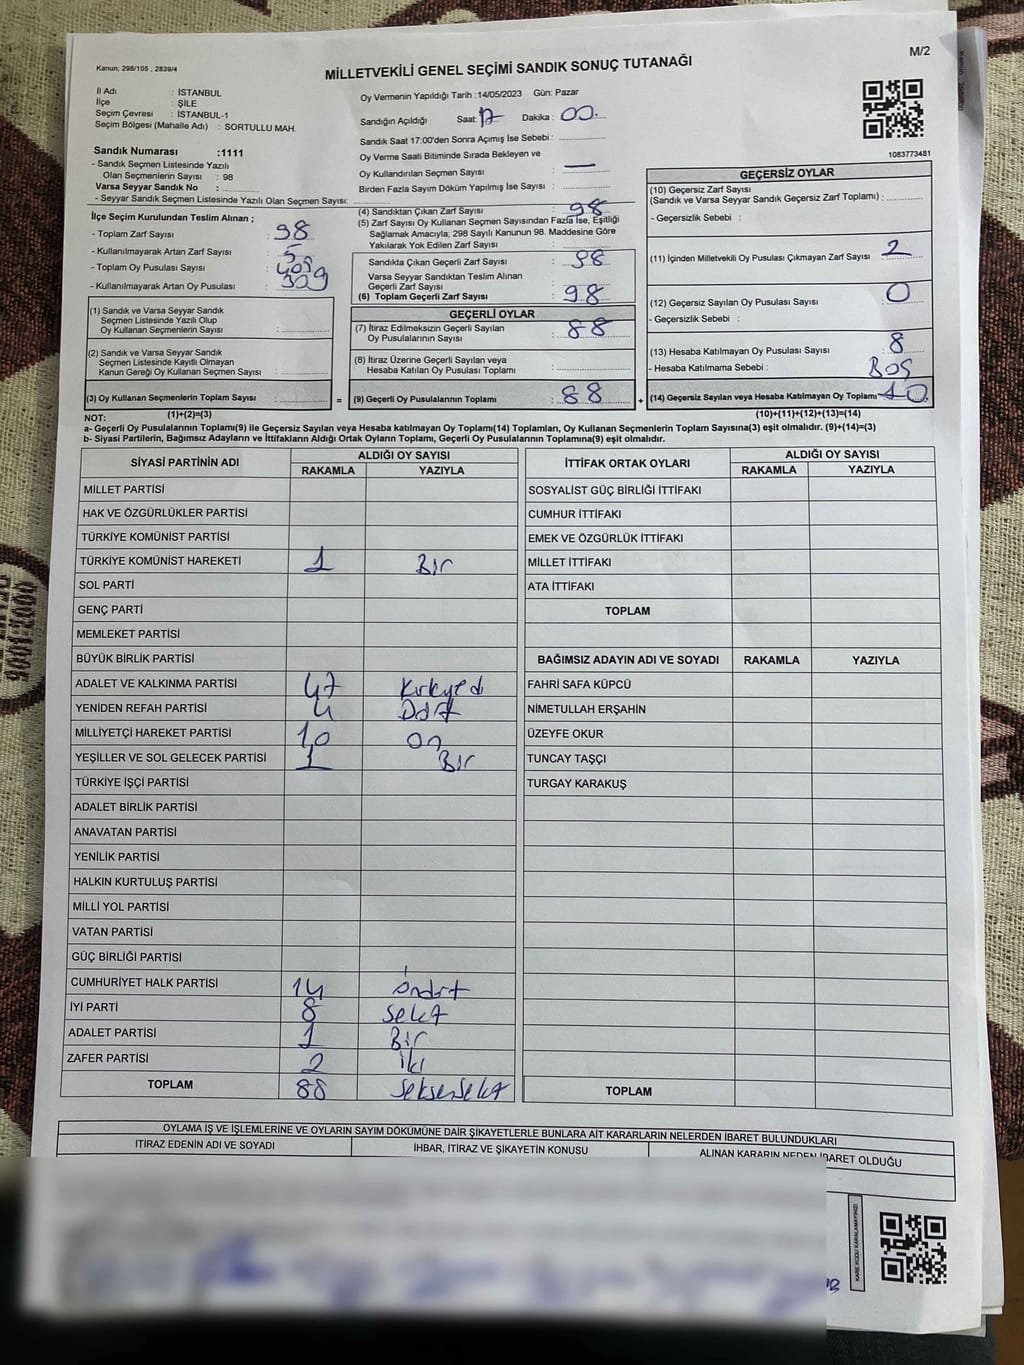 Kanun; 298/105 , 2839/4
M/2
MİLLETVEKİLİ GENEL SEÇİMİ SANDIK SONUÇ TUTANAĞI
İl Adı : İSTANBUL
İlçe : ŞİLE
Seçim Çevresi : İSTANBUL-1
Seçim Bölgesi (Mahalle Adı) : SORTULLU MAH.
Sandık Numarası :1111
- Sandık Seçmen Listesinde Yazılı
Olan Seçmenlerin Sayısı : 98
Varsa Seyyar Sandık No :
- Seyyar Sandık Seçmen Listesinde Yazılı Olan Seçmen Sayısı:
İlçe Seçim Kurulundan Teslim Alınan ;
- Toplam Zarf Sayısı : 98
- Kullanılmayarak Artan Zarf Sayısı : 5
- Toplam Oy Pusulası Sayısı :
- Kullanılmayarak Artan Oy Pusulası :
(1) Sandık ve Varsa Seyyar Sandık
Seçmen Listesinde Yazılı Olup
Oy Kullanan Seçmenlerin Sayısı :
(2) Sandık ve Varsa Seyyar Sandık
Seçmen Listesinde Kayıtlı Olmayan
Kanun Gereği Oy Kullanan Seçmen Sayısı :
(3) Oy Kullanan Seçmenlerin Toplam Sayısı :
Oy Vermenin Yapıldığı Tarih :14/05/2023 Gün: Pazar
Sandığın Açıldığı Saat: 17 Dakika : 00.
Sandık Saat 17:00'den Sonra Açımış İse Sebebi :
Oy Verme Saati Bitiminde Sırada Bekleyen ve
Oy Kullandırılan Seçmen Sayısı : —
Birden Fazla Sayım Döküm Yapılmış İse Sayısı :
(4) Sandıktan Çıkan Zarf Sayısı : 98
(5) Zarf Sayısı Oy Kullanan Seçmen Sayısından Fazla İse, Eşitliği
Sağlamak Amacıyla, 298 Sayılı Kanunun 98. Maddesine Göre
Yakılarak Yok Edilen Zarf Sayısı :
Sandıkta Çıkan Geçerli Zarf Sayısı : 98
Varsa Seyyar Sandıktan Teslim Alınan
Geçerli Zarf Sayısı :
(6) Toplam Geçerli Zarf Sayısı : 98
GEÇERLİ OYLAR
(7) İtiraz Edilmeksizin Geçerli Sayılan
Oy Pusulalarının Sayısı : 88
(8) İtiraz Üzerine Geçerli Sayılan veya
Hesaba Katılan Oy Pusulası Toplamı :
= (9) Geçerli Oy Pusulalarının Toplamı : 88 +
1083773481
GEÇERSİZ OYLAR
(10) Geçersiz Zarf Sayısı
(Sandık ve Varsa Seyyar Sandık Geçersiz Zarf Toplamı) :
- Geçersizlik Sebebi :
(11) İçinden Milletvekili Oy Pusulası Çıkmayan Zarf Sayısı : 2
(12) Geçersiz Sayılan Oy Pusulası Sayısı : 0
- Geçersizlik Sebebi :
(13) Hesaba Katılmayan Oy Pusulası Sayısı : 8
- Hesaba Katılmama Sebebi : Boş
(14) Geçersiz Sayılan veya Hesaba Katılmayan Oy Toplamı 10
NOT: (1)+(2)=(3) (10)+(11)+(12)+(13)=(14)
a- Geçerli Oy Pusulalarının Toplamı(9) ile Geçersiz Sayılan veya Hesaba katılmayan Oy Toplamı(14) Toplamları, Oy Kullanan Seçmenlerin Toplam Sayısına(3) eşit olmalıdır. (9)+(14)=(3)
b- Siyasi Partilerin, Bağımsız Adayların ve İttifakların Aldığı Ortak Oyların Toplamı, Geçerli Oy Pusulalarının Toplamına(9) eşit olmalıdır.
SİYASİ PARTİNİN ADI ALDIĞI OY SAYISI
RAKAMLA YAZIYLA
MİLLET PARTİSİ
HAK VE ÖZGÜRLÜKLER PARTİSİ
TÜRKİYE KOMÜNİST PARTİSİ
TÜRKİYE KOMÜNİST HAREKETİ 1 Bir
SOL PARTİ
GENÇ PARTİ
MEMLEKET PARTİSİ
BÜYÜK BİRLİK PARTİSİ
ADALET VE KALKINMA PARTİSİ 47 Kırkyedi
YENİDEN REFAH PARTİSİ 4 Dört
MİLLİYETÇİ HAREKET PARTİSİ 10 On
YEŞİLLER VE SOL GELECEK PARTİSİ 1 Bir
TÜRKİYE İŞÇİ PARTİSİ
ADALET BİRLİK PARTİSİ
ANAVATAN PARTİSİ
YENİLİK PARTİSİ
HALKIN KURTULUŞ PARTİSİ
MİLLİ YOL PARTİSİ
VATAN PARTİSİ
GÜÇ BİRLİĞİ PARTİSİ
CUMHURİYET HALK PARTİSİ 14 ondört
İYİ PARTİ 8 sekiz
ADALET PARTİSİ 1 Bir
ZAFER PARTİSİ 2 iki
TOPLAM 88 seksensekiz
İTTİFAK ORTAK OYLARI ALDIĞI OY SAYISI
RAKAMLA YAZIYLA
SOSYALİST GÜÇ BİRLİĞİ İTTİFAKI
CUMHUR İTTİFAKI
EMEK VE ÖZGÜRLÜK İTTİFAKI
MİLLET İTTİFAKI
ATA İTTİFAKI
TOPLAM
BAĞIMSIZ ADAYIN ADI VE SOYADI RAKAMLA YAZIYLA
FAHRİ SAFA KÜPCÜ
NİMETULLAH ERŞAHİN
ÜZEYFE OKUR
TUNCAY TAŞÇI
TURGAY KARAKUŞ
TOPLAM
OYLAMA İŞ VE İŞLEMLERİNE VE OYLARIN SAYIM DÖKÜMÜNE DAİR ŞİKAYETLERLE BUNLARA AİT KARARLARIN NELERDEN İBARET BULUNDUKLARI
İTİRAZ EDENİN ADI VE SOYADI İHBAR, İTİRAZ VE ŞİKAYETİN KONUSU ALINAN KARARIN NEDEN İBARET OLDUĞU
KARE KODU KARALAMAYINIZ!